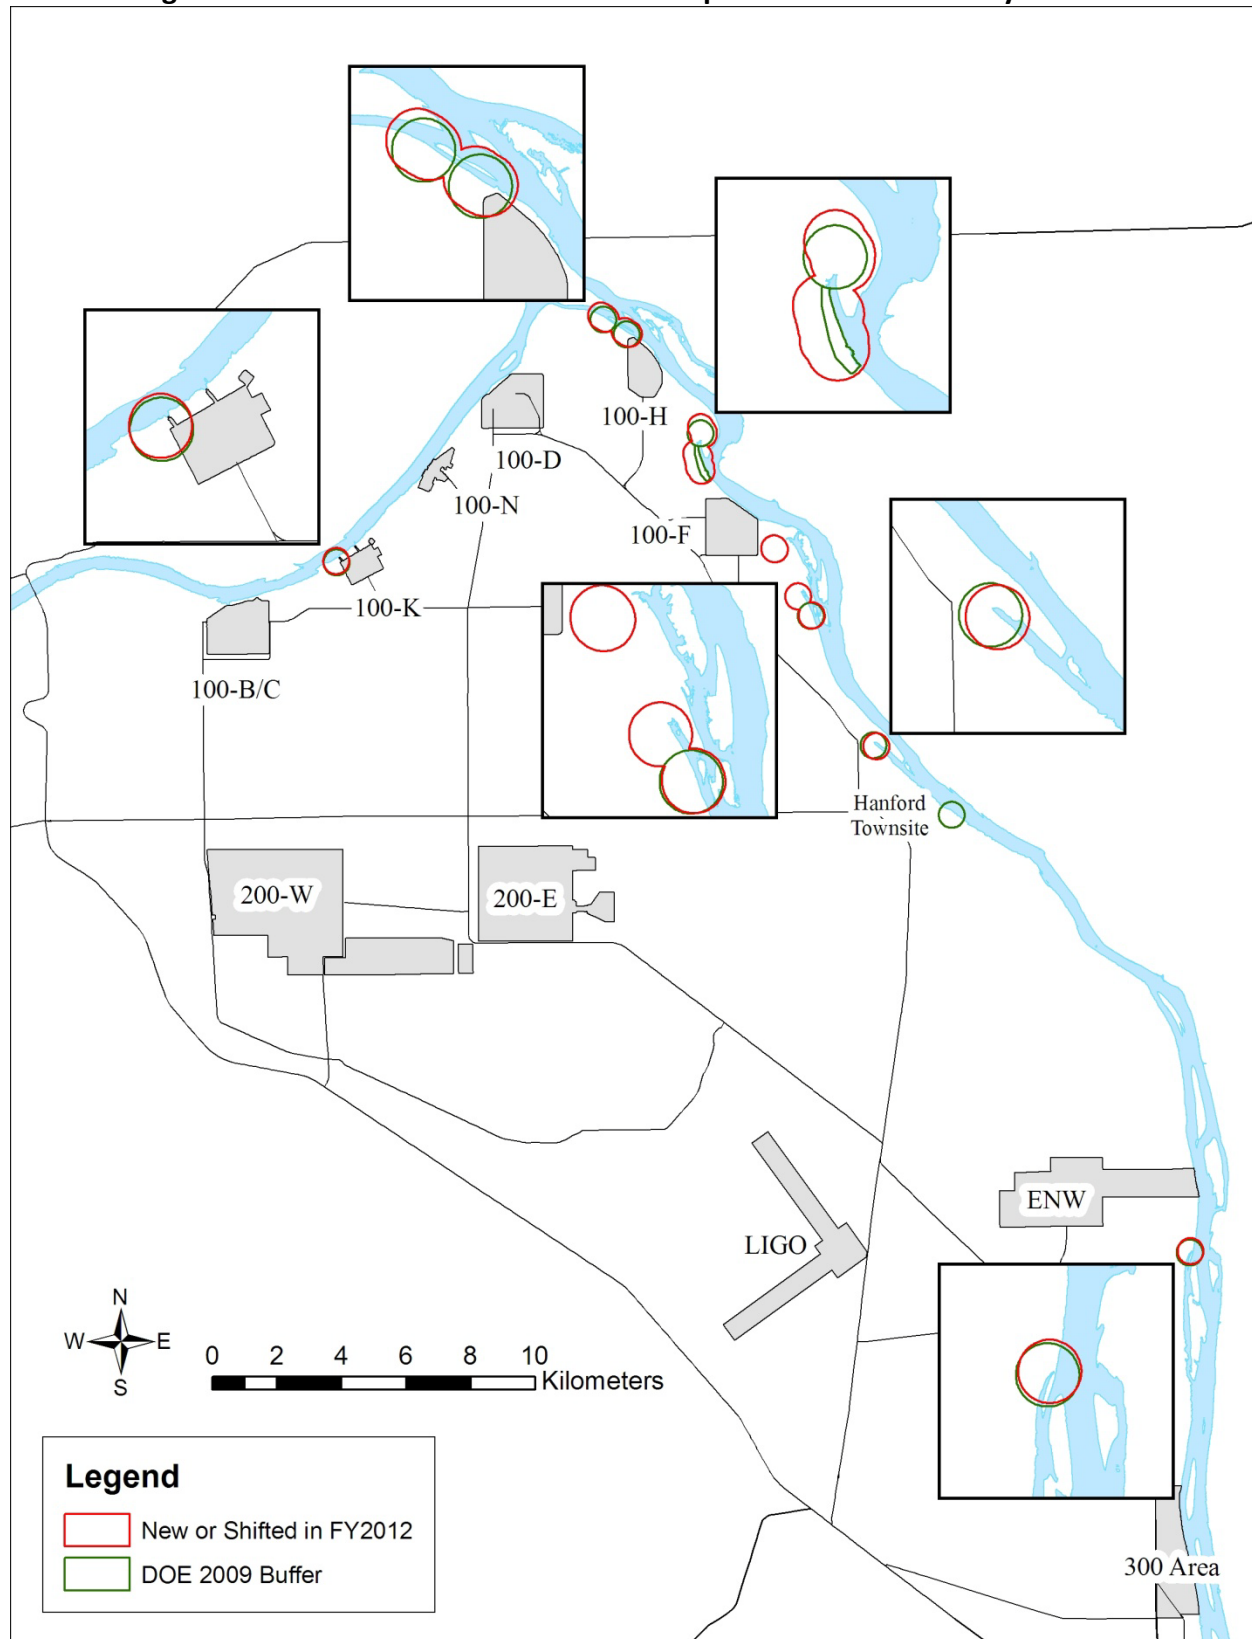 100-H
100-D
100-N
100-F
100-K
100-B/C
Hanford
Townsite
200-W
200-E
ENW
LIGO
N
W E
S
0 2 4 6 8 10
Kilometers
Legend
New or Shifted in FY2012
DOE 2009 Buffer
300 Area